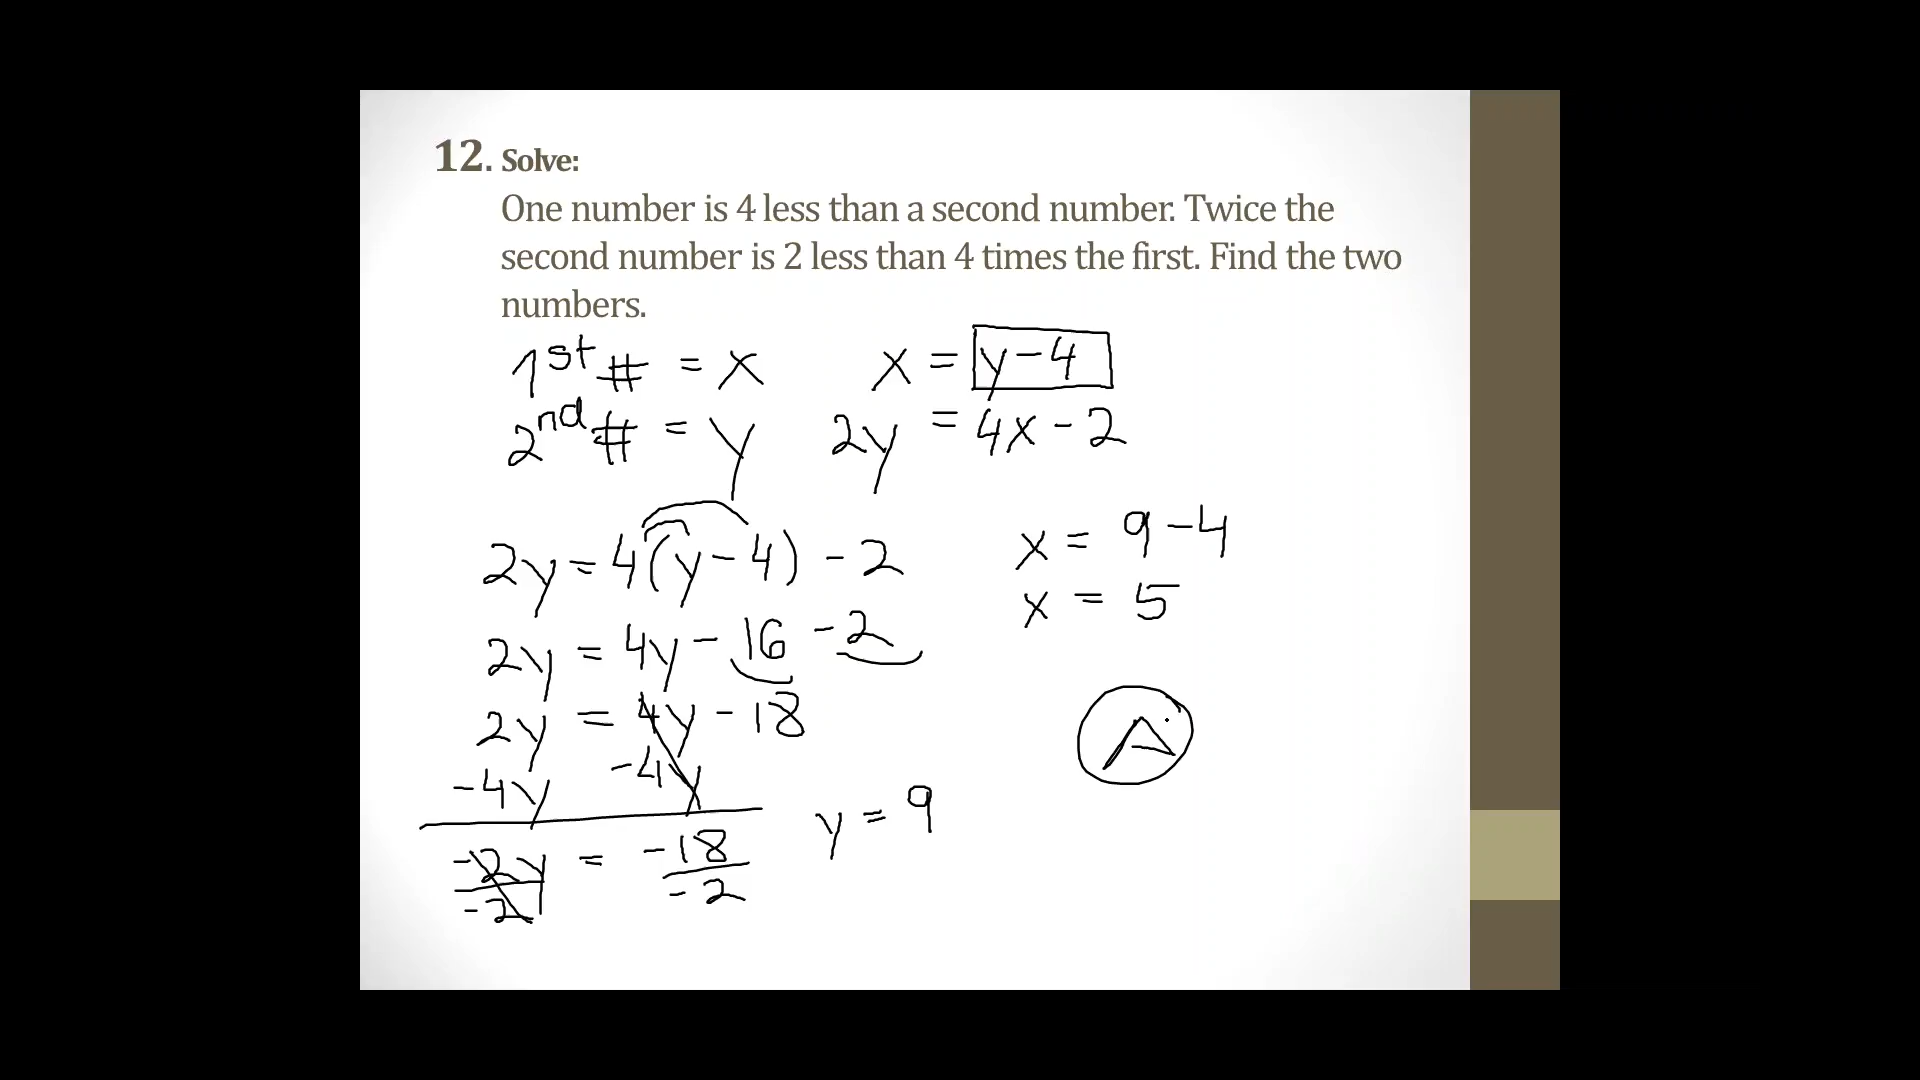 12. Solve:
One number is 4 less than a second number. Twice the
second number is 2 less than 4 times the first. Find the two
numbers.
1st # = x
x = y - 4
2nd # = y
2y = 4x - 2
2y = 4(y - 4) - 2
2y = 4y - 16 - 2
2y = 4y - 18
-4y -4y
-2y = -18
-2 -2
y = 9
x = 9 - 4
x = 5
A